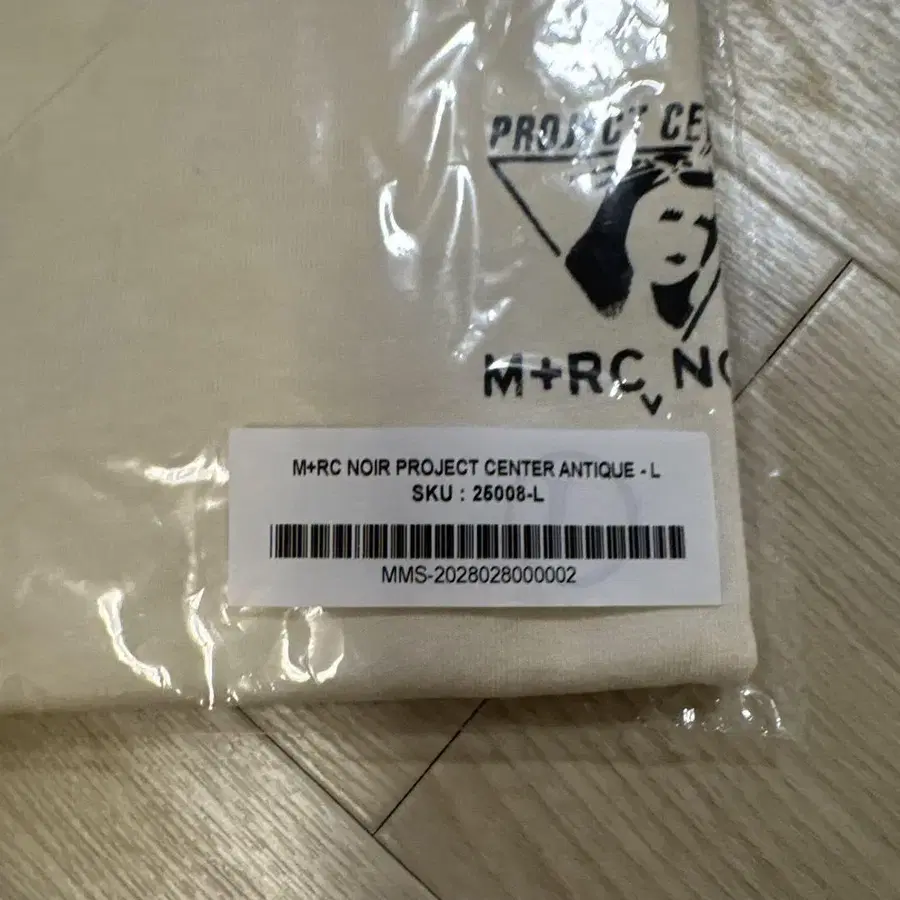 PROJECT CE
M+RC NO
M+RC NOIR PROJECT CENTER ANTIQUE - L
SKU : 25008-L
MMS-2028028000002